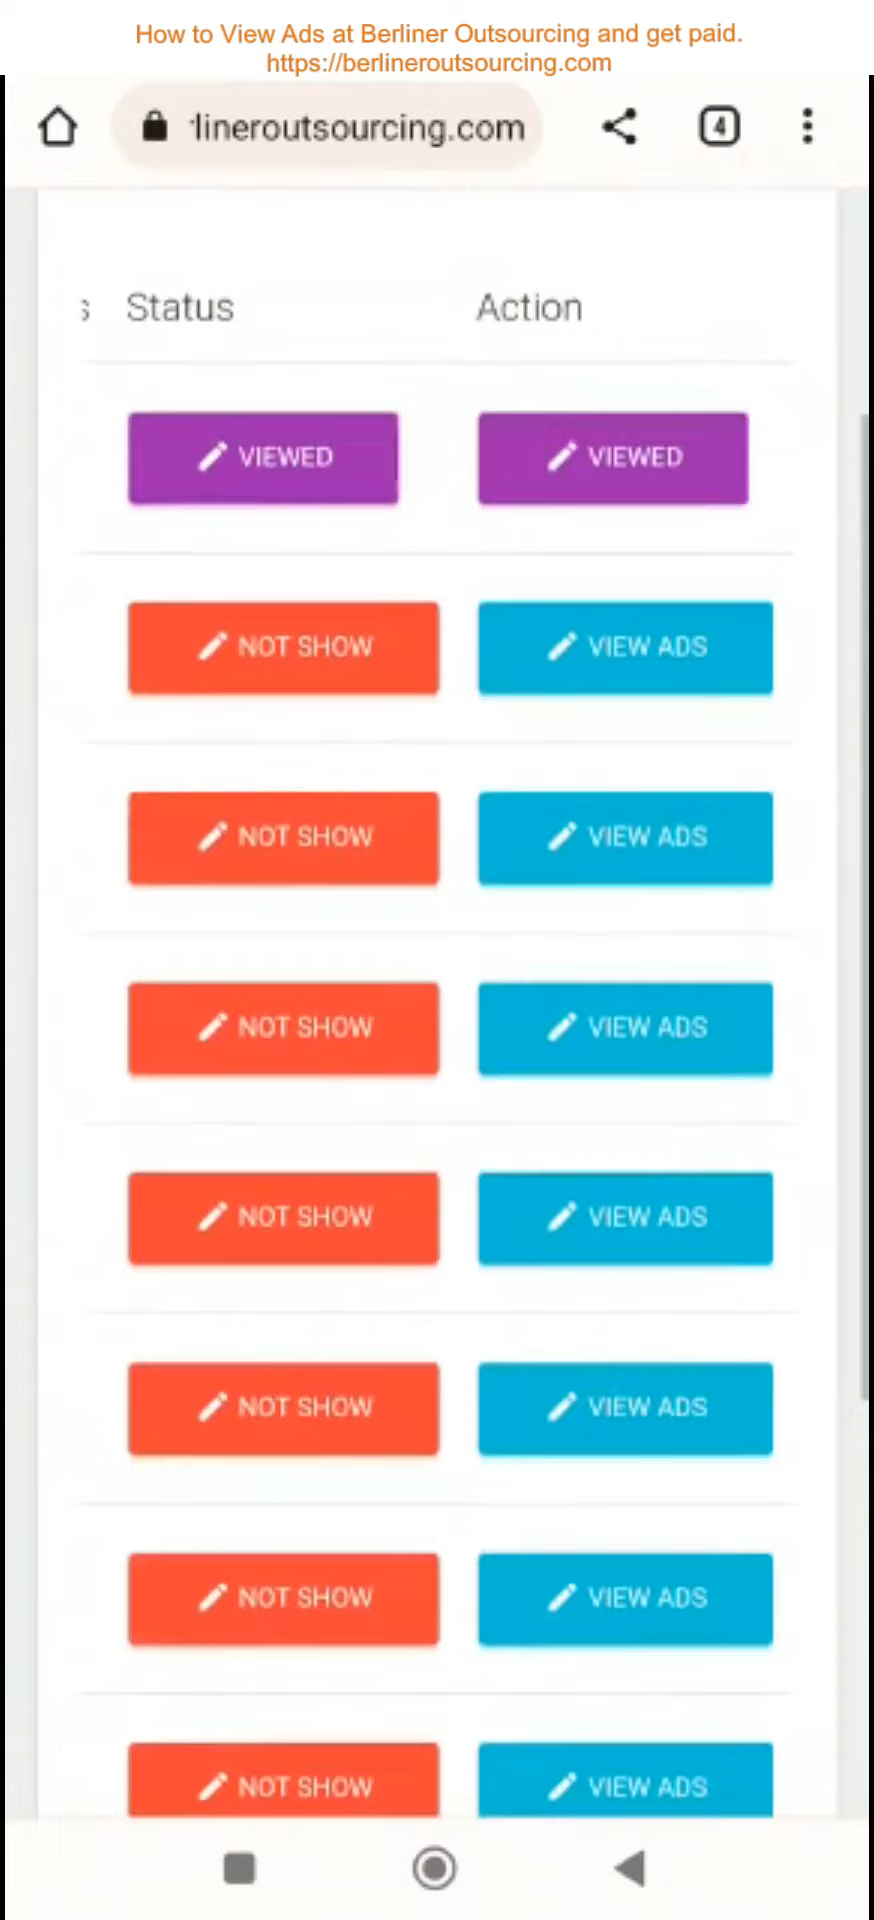 How to View Ads at Berliner Outsourcing and get paid.
https://berlineroutsourcing.com
lineroutsourcing.com
4
s Status Action
VIEWED VIEWED
NOT SHOW VIEW ADS
NOT SHOW VIEW ADS
NOT SHOW VIEW ADS
NOT SHOW VIEW ADS
NOT SHOW VIEW ADS
NOT SHOW VIEW ADS
NOT SHOW VIEW ADS